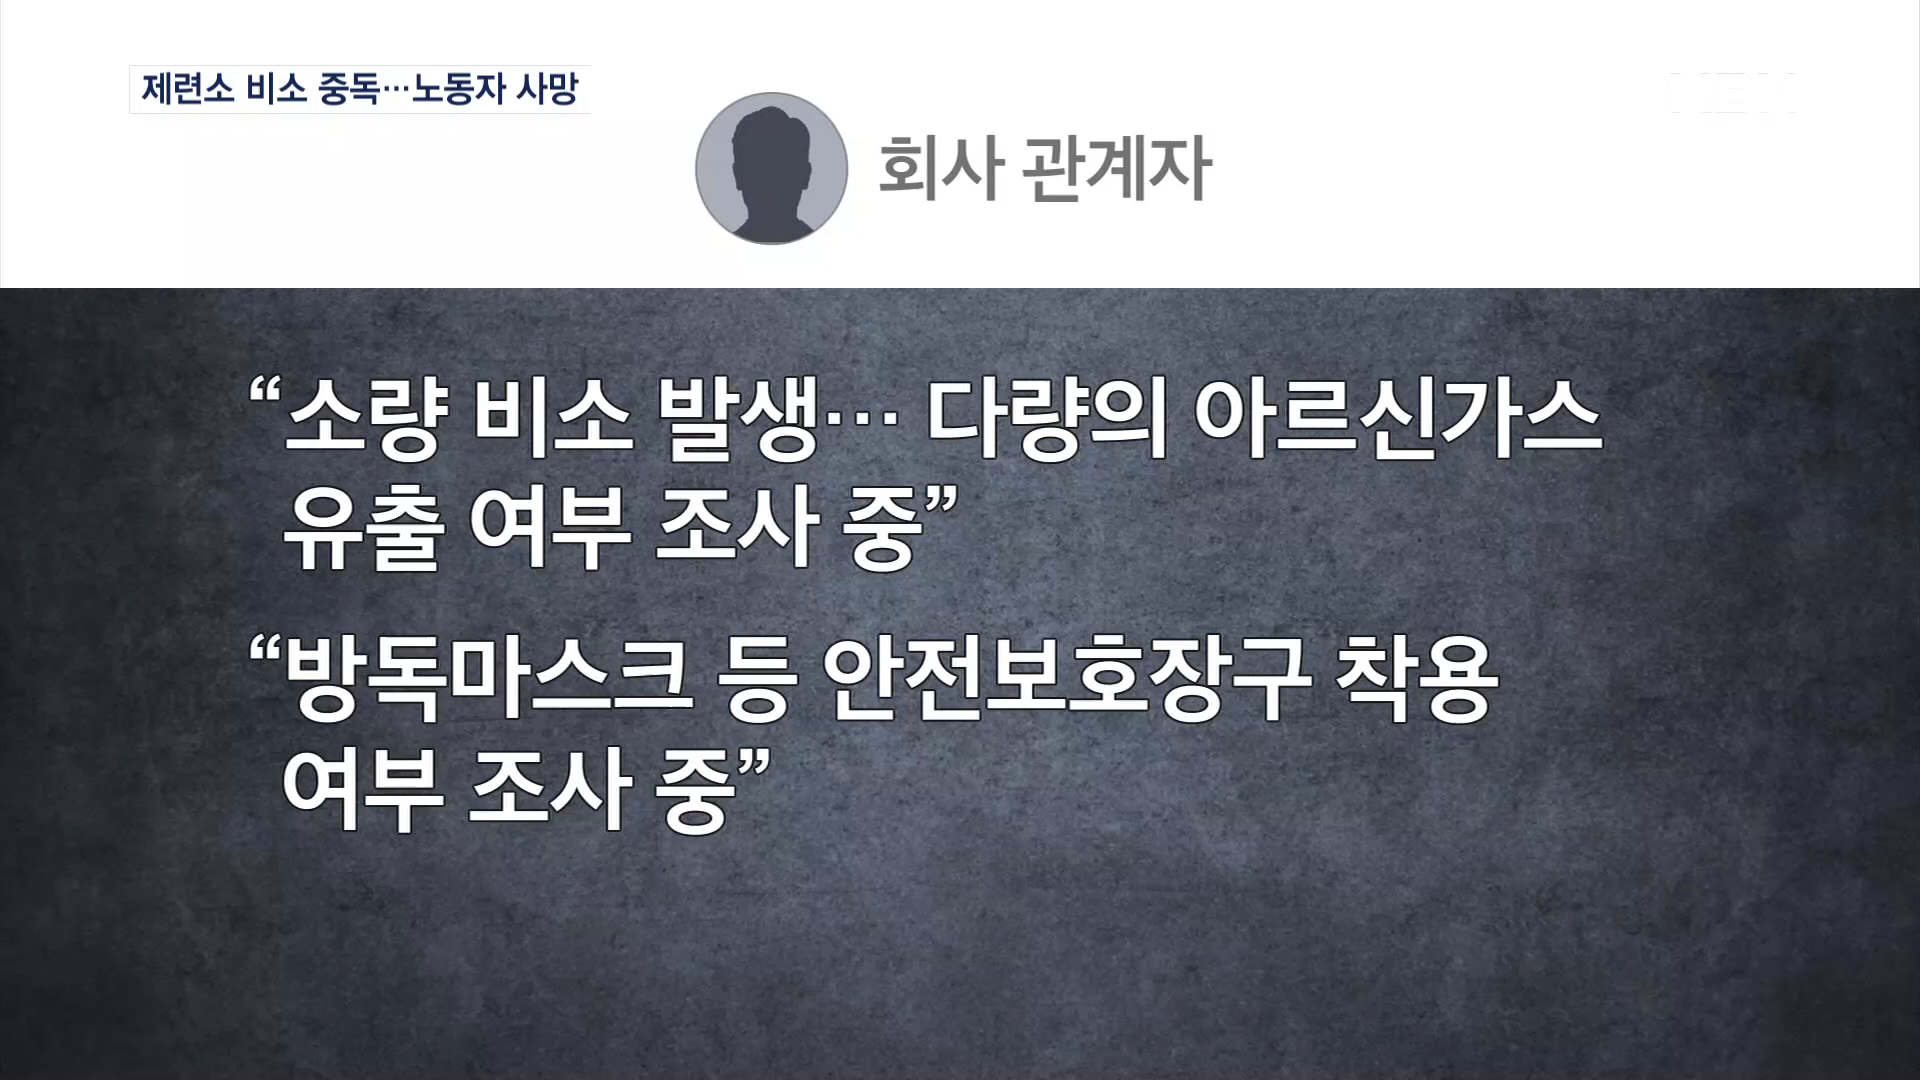 제련소 비소 중독…노동자 사망
회사 관계자
“소량 비소 발생… 다량의 아르신가스
유출 여부 조사 중”
“방독마스크 등 안전보호장구 착용
여부 조사 중”